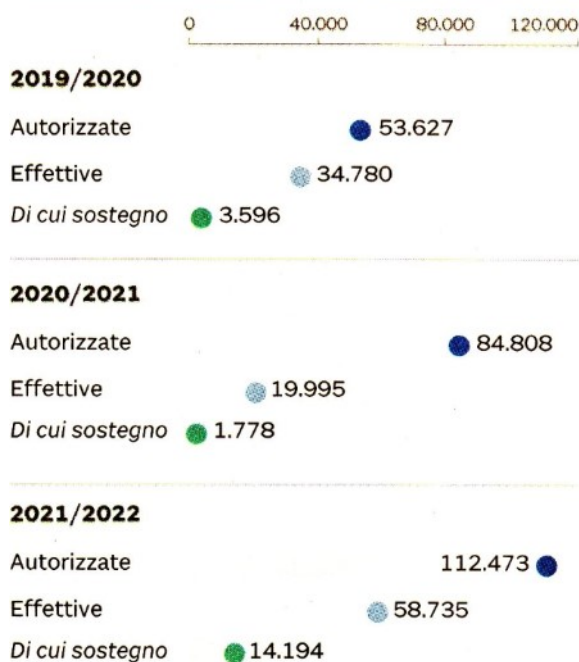 0 40.000 80.000 120.000
2019/2020
Autorizzate 53.627
Effettive 34.780
Di cui sostegno 3.596
2020/2021
Autorizzate 84.808
Effettive 19.995
Di cui sostegno 1.778
2021/2022
Autorizzate 112.473
Effettive 58.735
Di cui sostegno 14.194